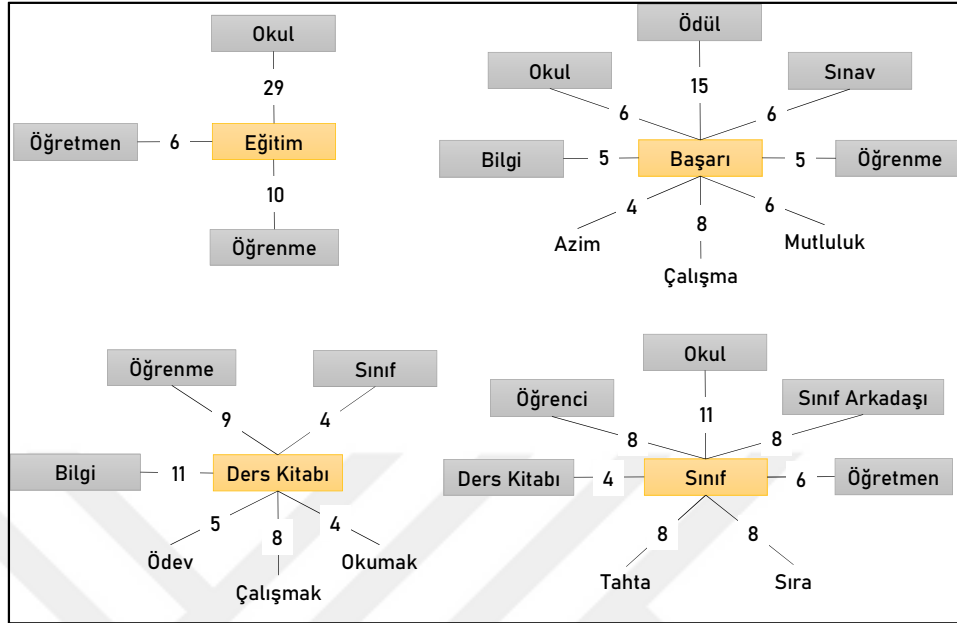 Okul
29
Öğretmen
6
Eğitim
10
Öğrenme
Ödül
Okul
15
Sınav
6
6
Bilgi
5
Başarı
5
Öğrenme
4
8
6
Azim
Mutluluk
Çalışma
Öğrenme
Sınıf
9
4
Bilgi
11
Ders Kitabı
5
8
4
Ödev
Okumak
Çalışmak
Okul
Öğrenci
11
Sınıf Arkadaşı
8
8
Ders Kitabı
4
Sınıf
6
Öğretmen
8
8
Tahta
Sıra